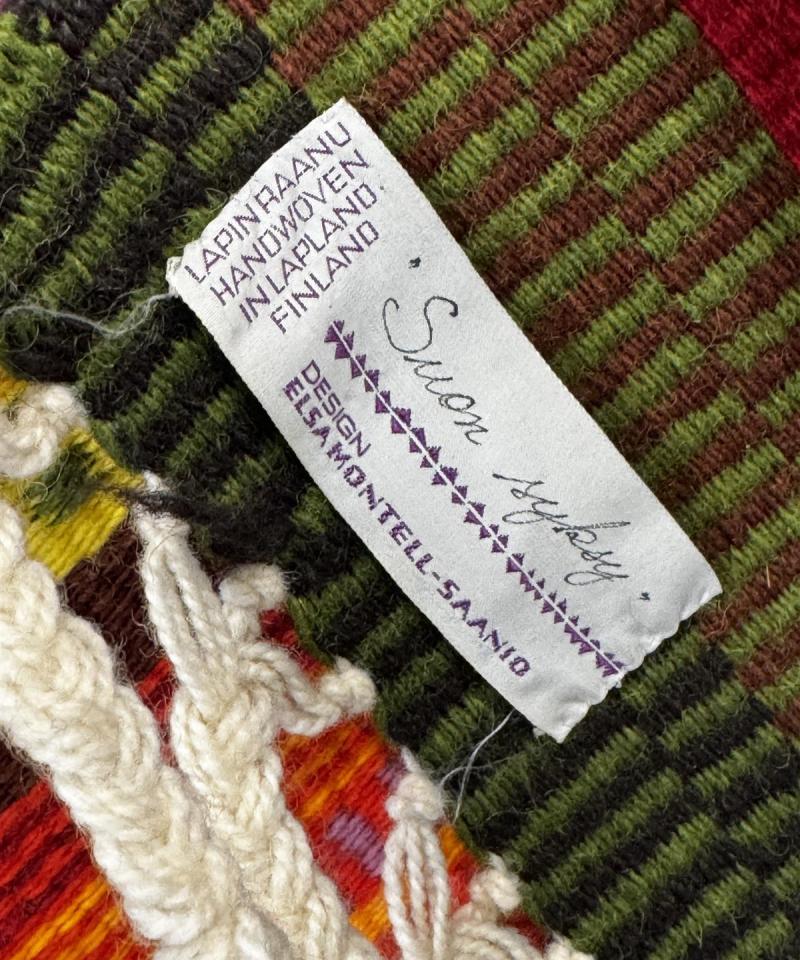 LAPIN RAANU
HANDWOVEN
IN LAPLAND
FINLAND
"Suon syksy"
DESIGN
ELSA MONTELL-SAANIO